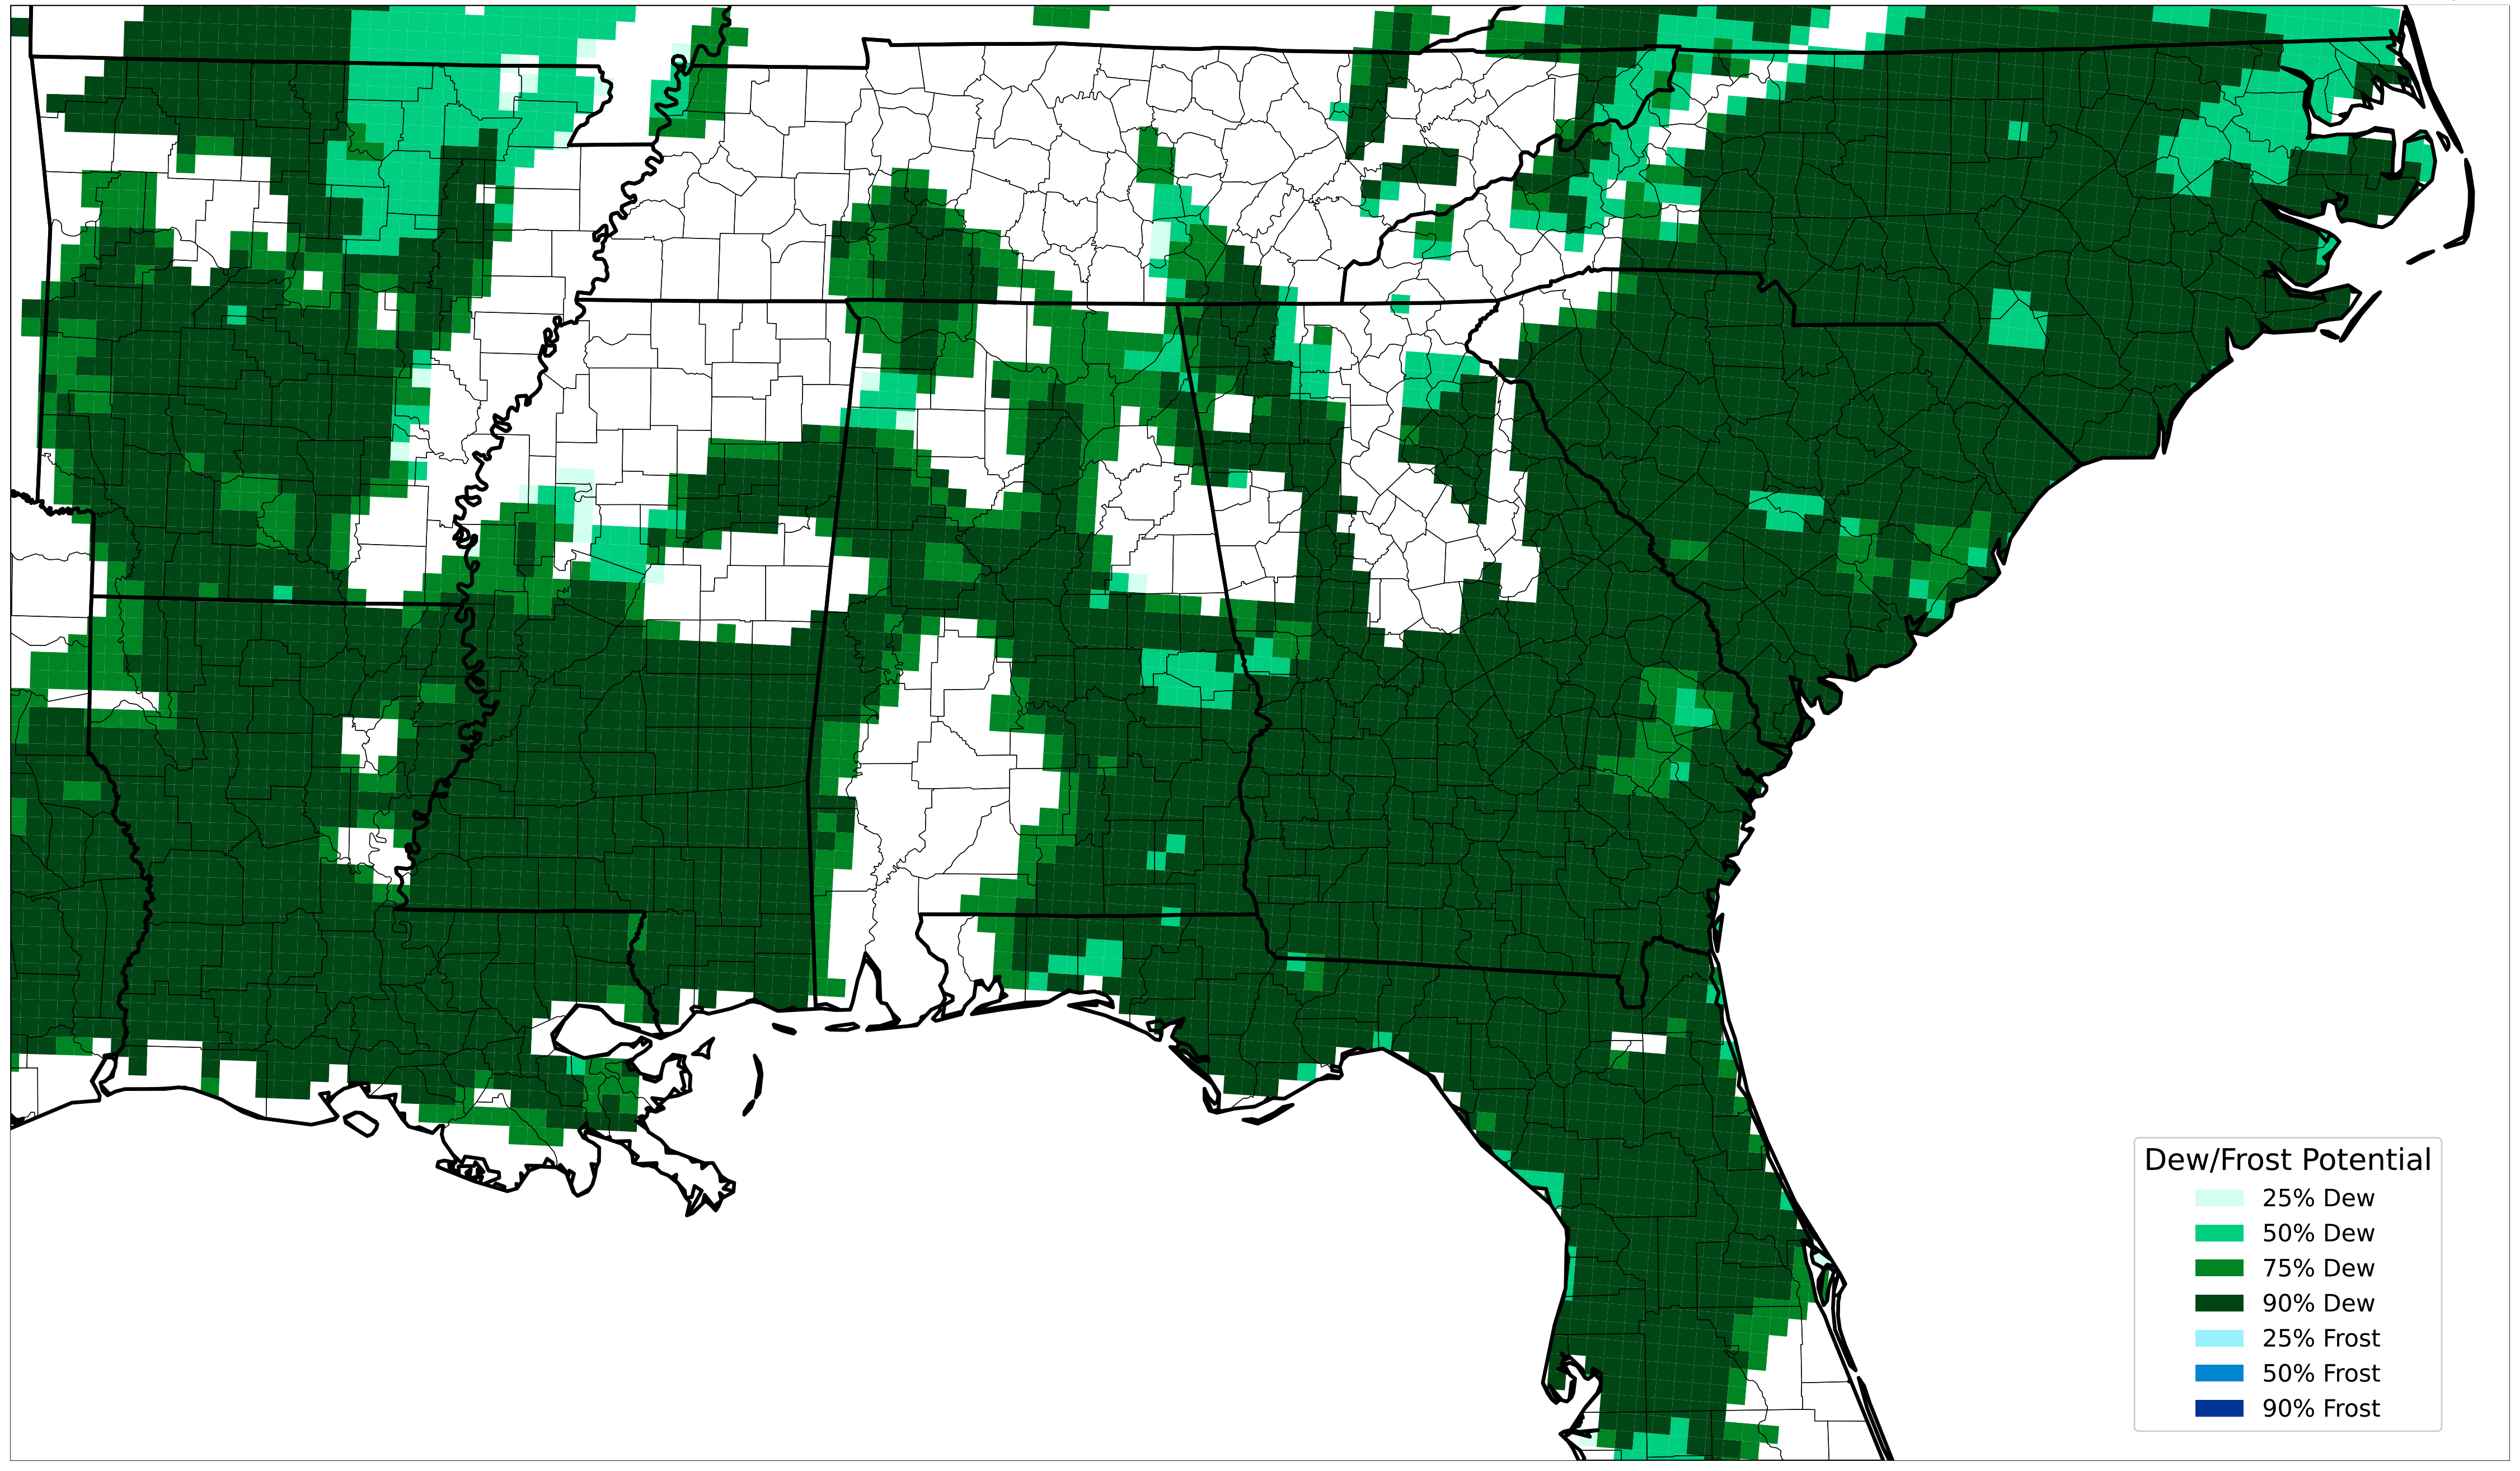 Dew/Frost Potential
25% Dew
50% Dew
75% Dew
90% Dew
25% Frost
50% Frost
90% Frost